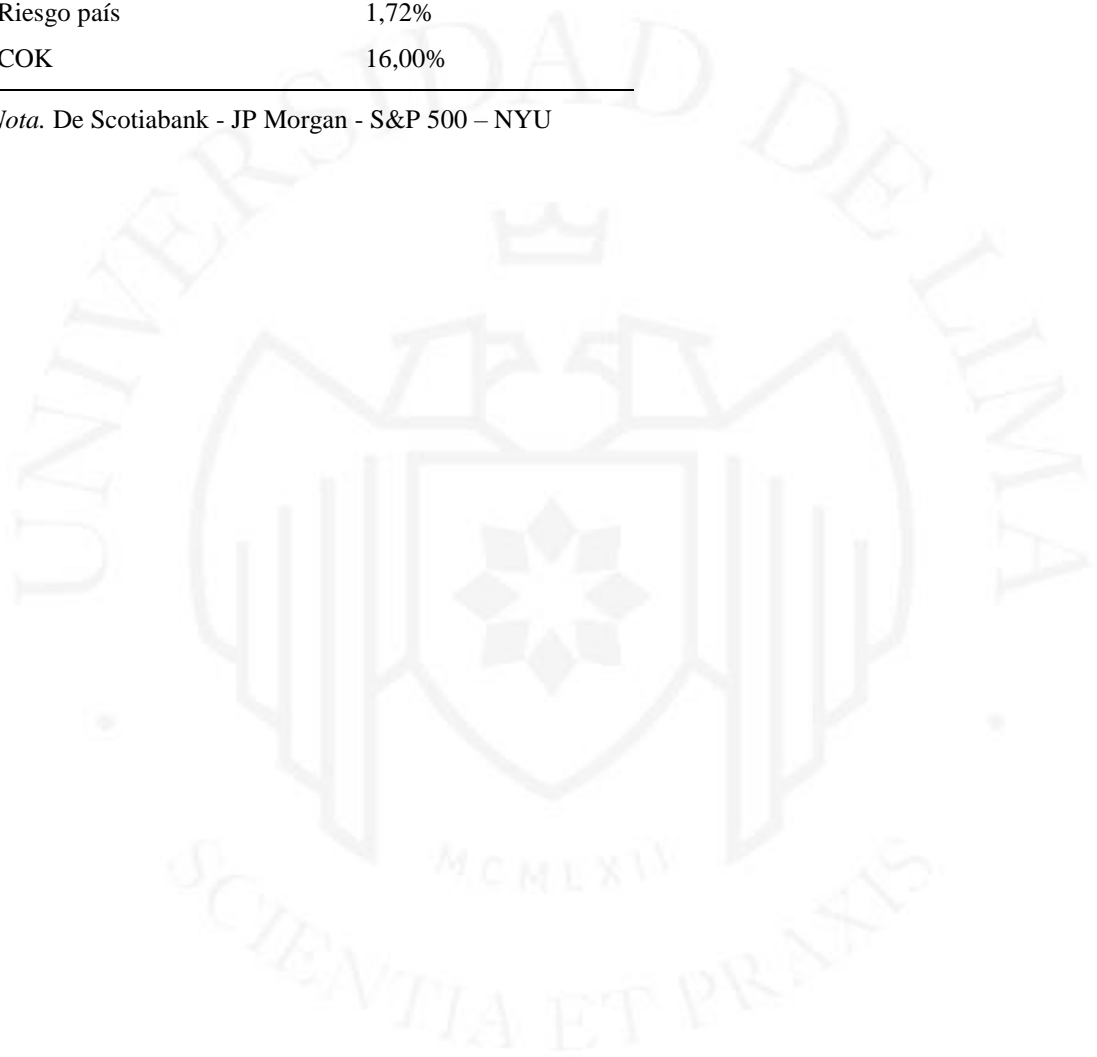 Riesgo país 1,72%
COK 16,00%
Nota. De Scotiabank - JP Morgan - S&P 500 – NYU
UNIVERSIDAD DE LIMA
MCMLXII
SCIENTIA ET PRAXIS